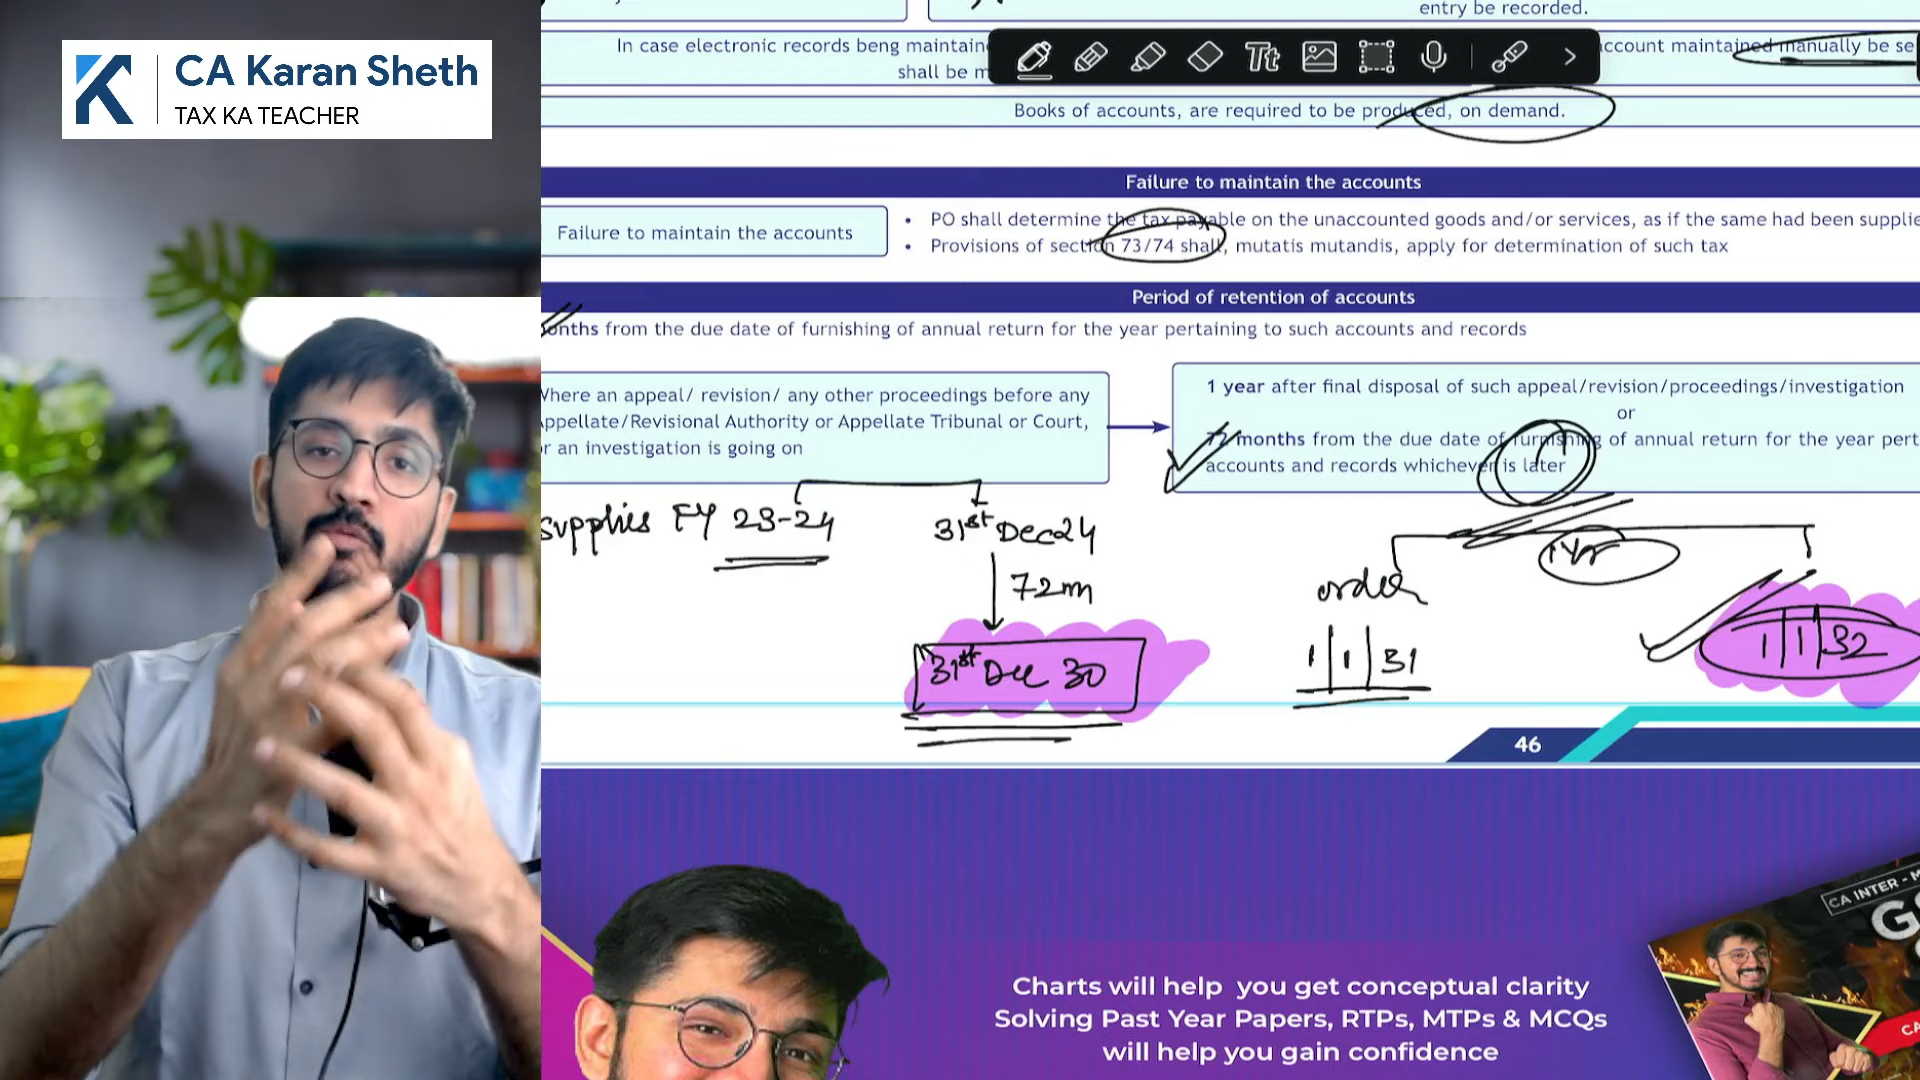 CA Karan Sheth
TAX KA TEACHER
entry be recorded.
In case electronic records beng
account maintained manually be se
shall be m
Tt
Books of accounts, are required to be produced, on demand.
Failure to maintain the accounts
Failure to maintain the accounts
• PO shall determine the tax payable on the unaccounted goods and/or services, as if the same had been supplie
• Provisions of section 73/74 shall, mutatis mutandis, apply for determination of such tax
Period of retention of accounts
months from the due date of furnishing of annual return for the year pertaining to such accounts and records
Where an appeal/ revision/ any other proceedings before any
Appellate/Revisional Authority or Appellate Tribunal or Court,
or an investigation is going on
1 year after final disposal of such appeal/revision/proceedings/investigation
or
72 months from the due date of furnishing of annual return for the year pert
accounts and records whichever is later
supplies FY 23-24
31st Dec 24
72m
31st Dec 30
1 yr
order
1|1|31
1|1|32
46
CA INTER - M
Charts will help you get conceptual clarity
Solving Past Year Papers, RTPs, MTPs & MCQs
will help you gain confidence